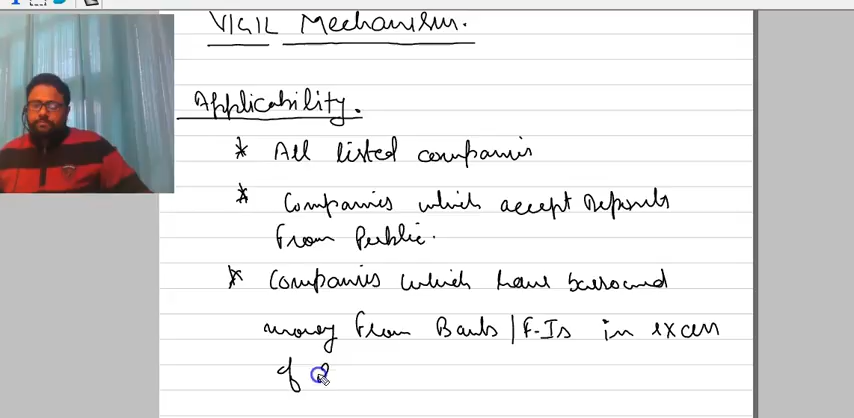 VIGIL Mechanism.
Applicability.
* All listed companies
* Companies which accept Deposits
from Public.
* Companies which have borrowed
money from Banks | F-Is in excess
of